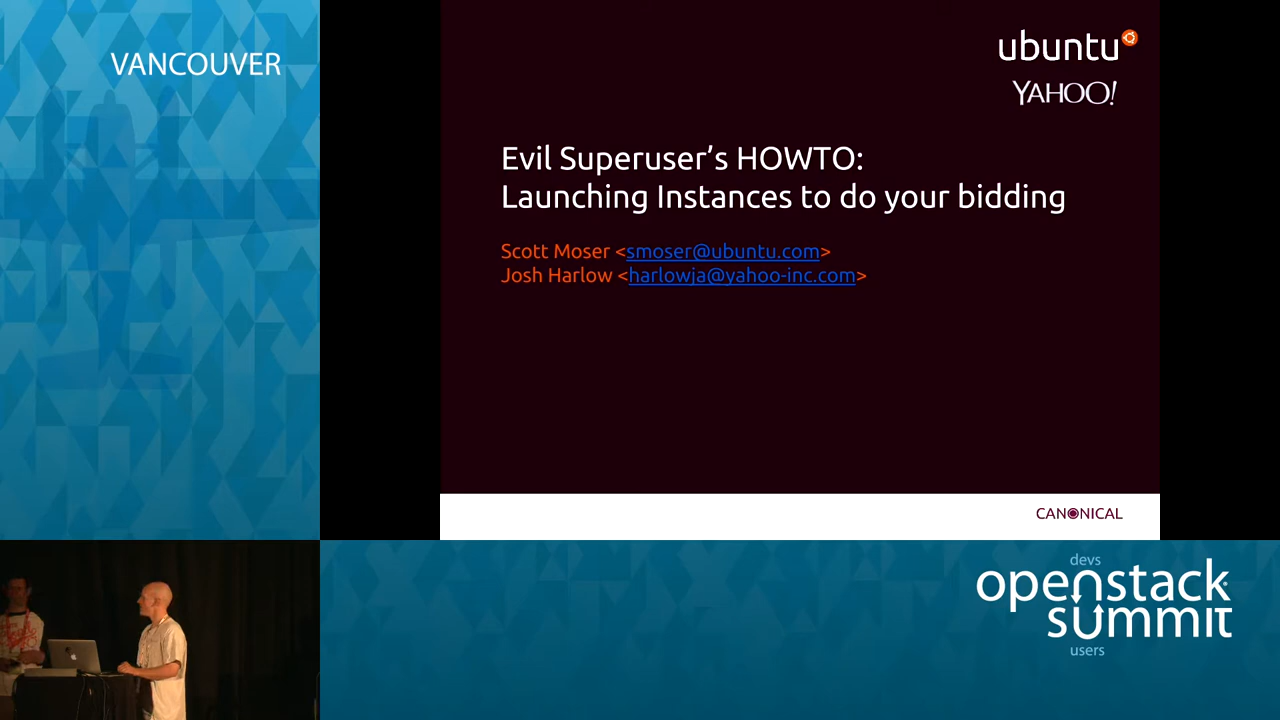 VANCOUVER
ubuntu
YAHOO!
Evil Superuser's HOWTO:
Launching Instances to do your bidding
Scott Moser <smoser@ubuntu.com>
Josh Harlow <harlowja@yahoo-inc.com>
CANONICAL
devs
openstack
summit
users